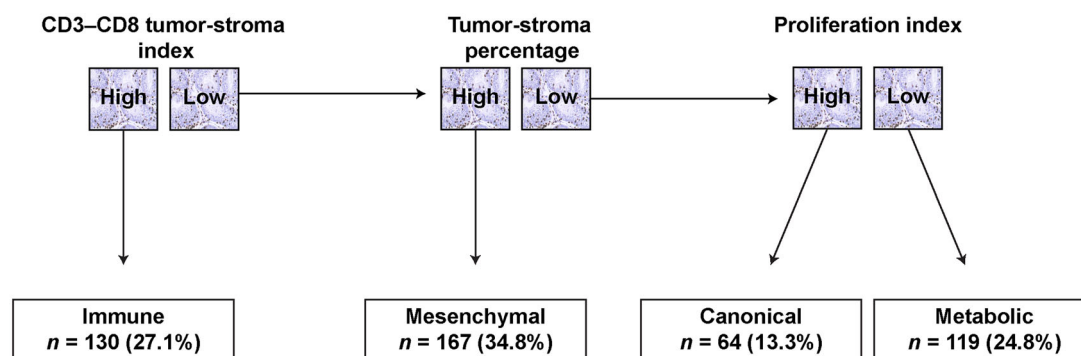 CD3–CD8 tumor-stroma
index
Tumor-stroma
percentage
Proliferation index
High
Low
High
Low
High
Low
Immune
n = 130 (27.1%)
Mesenchymal
n = 167 (34.8%)
Canonical
n = 64 (13.3%)
Metabolic
n = 119 (24.8%)